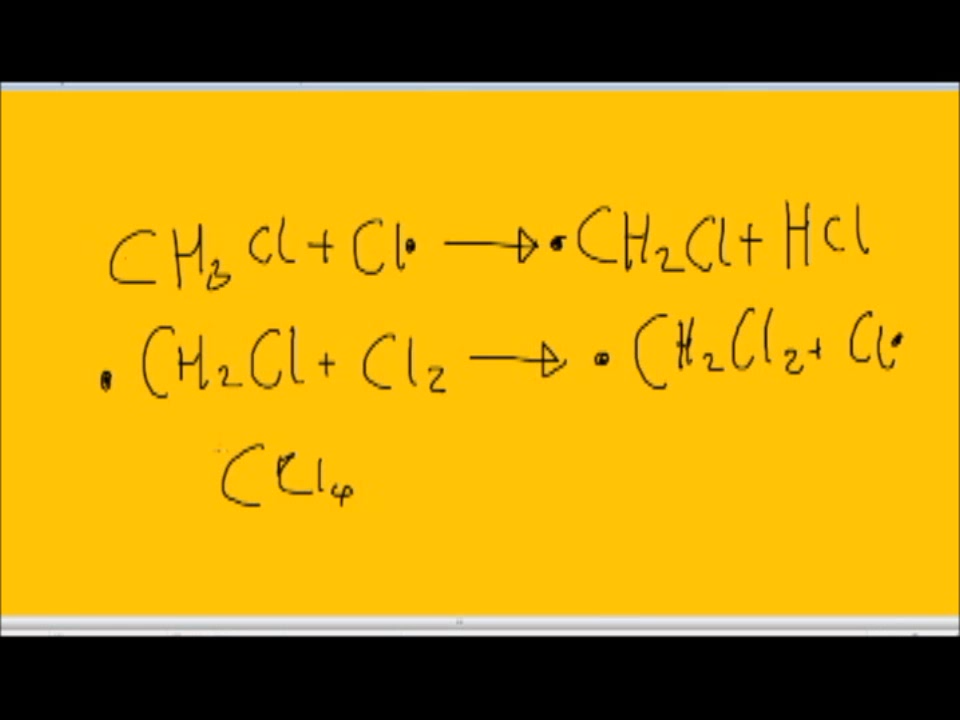 CH₃Cl + Cl• → •CH₂Cl + HCl
•CH₂Cl + Cl₂ → •CH₂Cl₂ + Cl•
CCl₄